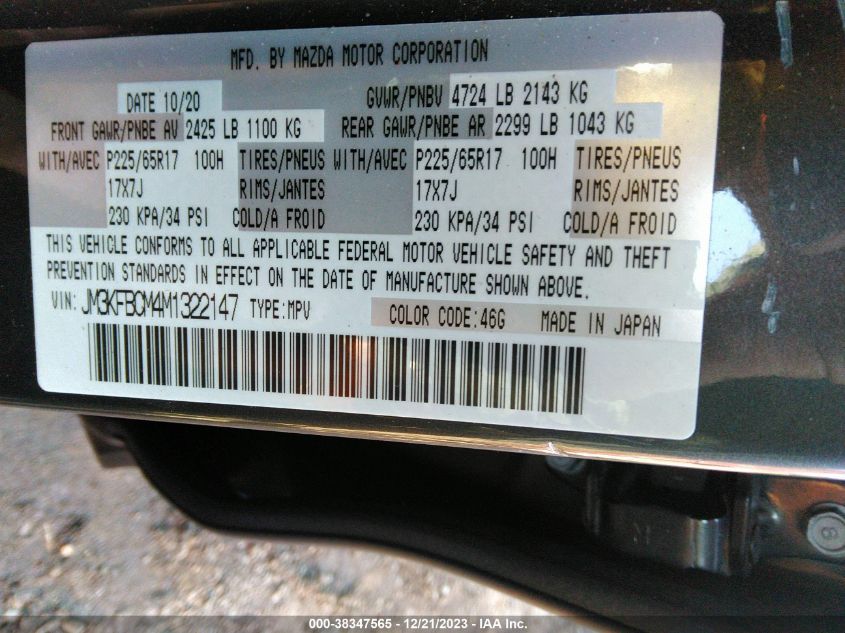 MFD. BY MAZDA MOTOR CORPORATION
DATE 10/20 GVWR/PNBV 4724 LB 2143 KG
FRONT GAWR/PNBE AV 2425 LB 1100 KG REAR GAWR/PNBE AR 2299 LB 1043 KG
WITH/AVEC P225/65R17 100H TIRES/PNEUS WITH/AVEC P225/65R17 100H TIRES/PNEUS
17X7J RIMS/JANTES 17X7J RIMS/JANTES
230 KPA/34 PSI COLD/A FROID 230 KPA/34 PSI COLD/A FROID
THIS VEHICLE CONFORMS TO ALL APPLICABLE FEDERAL MOTOR VEHICLE SAFETY AND THEFT
PREVENTION STANDARDS IN EFFECT ON THE DATE OF MANUFACTURE SHOWN ABOVE.
VIN: JM3KFBCM4M1322147 TYPE:MPV COLOR CODE:46G MADE IN JAPAN
8
000-38347565 - 12/21/2023 - IAA Inc.